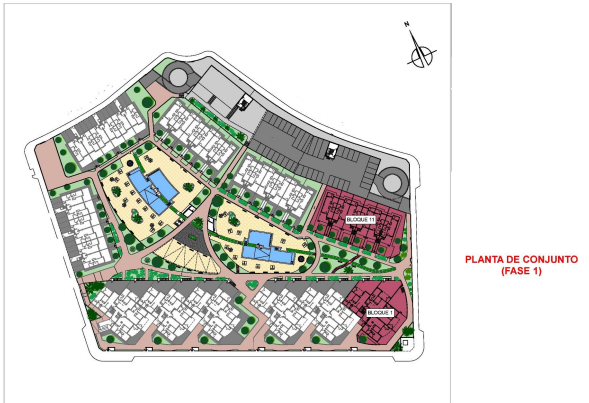 N
BLOQUE 11
PLANTA DE CONJUNTO
(FASE 1)
BLOQUE 1